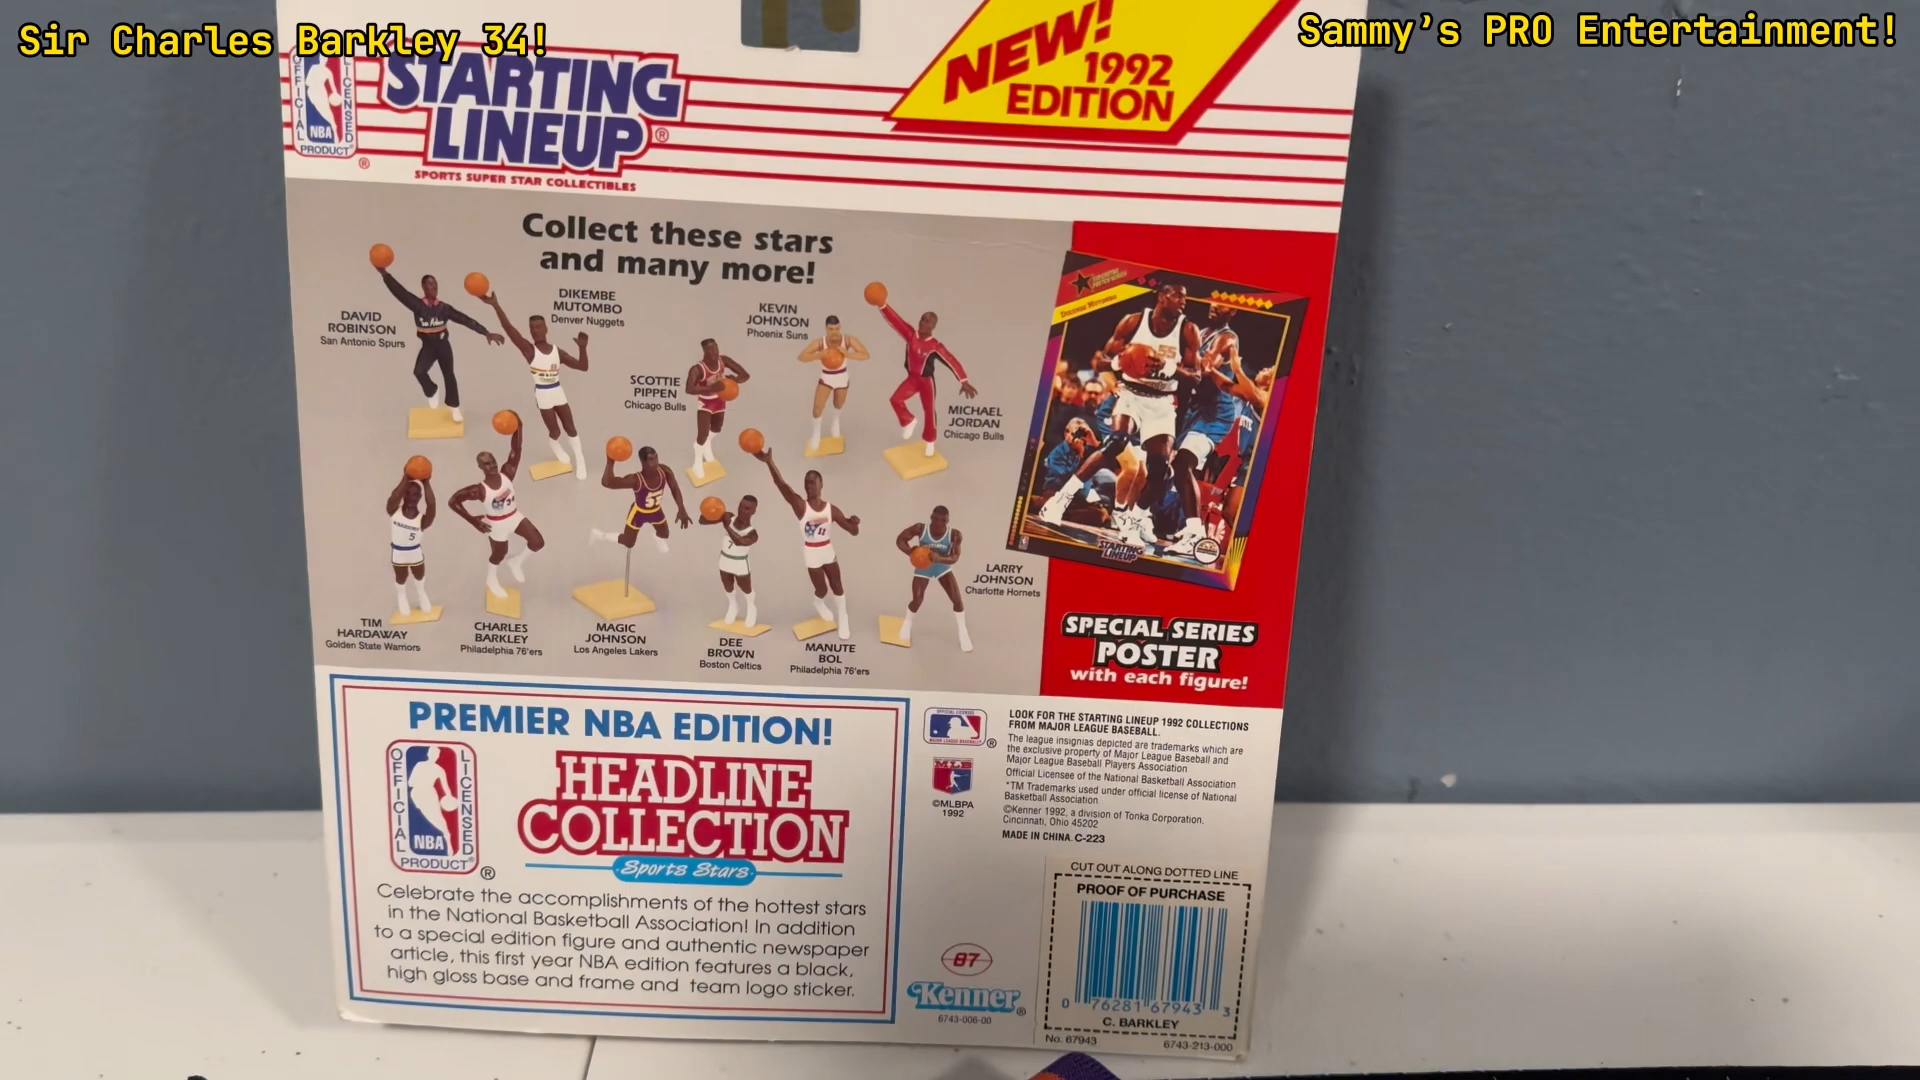 Sir Charles Barkley 34!
Sammy's PRO Entertainment!
OFFICIAL LICENSED
NBA
PRODUCT®
STARTING
LINEUP®
SPORTS SUPER STAR COLLECTIBLES
NEW!
1992
EDITION
Collect these stars
and many more!
DAVID
ROBINSON
San Antonio Spurs
DIKEMBE
MUTOMBO
Denver Nuggets
SCOTTIE
PIPPEN
Chicago Bulls
KEVIN
JOHNSON
Phoenix Suns
MICHAEL
JORDAN
Chicago Bulls
TIM
HARDAWAY
Golden State Warriors
CHARLES
BARKLEY
Philadelphia 76'ers
MAGIC
JOHNSON
Los Angeles Lakers
DEE
BROWN
Boston Celtics
MANUTE
BOL
Philadelphia 76'ers
LARRY
JOHNSON
Charlotte Hornets
55
STARTING
LINEUP
SPECIAL SERIES
POSTER
with each figure!
PREMIER NBA EDITION!
OFFICIAL LICENSED
NBA
PRODUCT®
HEADLINE
COLLECTION
Sports Stars
Celebrate the accomplishments of the hottest stars
in the National Basketball Association! In addition
to a special edition figure and authentic newspaper
article, this first year NBA edition features a black,
high gloss base and frame and team logo sticker.
LOOK FOR THE STARTING LINEUP 1992 COLLECTIONS
FROM MAJOR LEAGUE BASEBALL.
The league insignias depicted are trademarks which are
the exclusive property of Major League Baseball and
Major League Baseball Players Association
Official Licensee of the National Basketball Association
*TM Trademarks used under official license of National
Basketball Association.
©Kenner 1992, a division of Tonka Corporation.
Cincinnati, Ohio 45202
MADE IN CHINA. C-223
©MLBPA
1992
87
Kenner®
6743-006-00
CUT OUT ALONG DOTTED LINE
PROOF OF PURCHASE
0 76281 67943 3
C. BARKLEY
No. 67943
6743-213-000